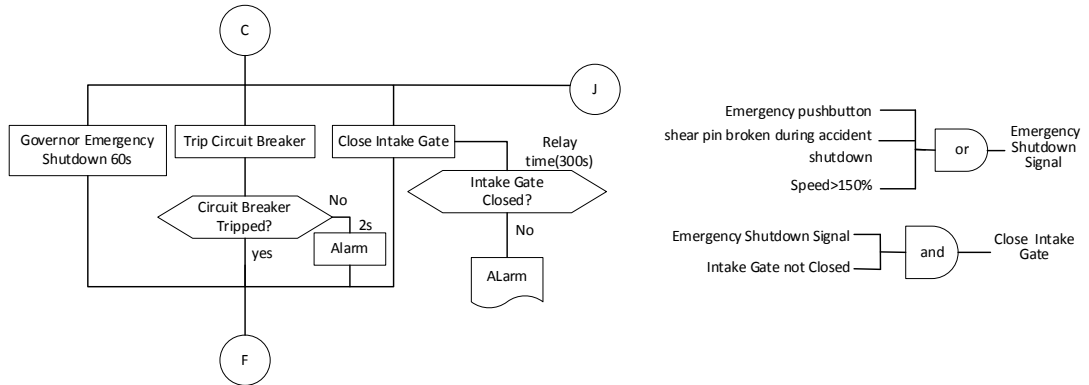 C
J
Governor Emergency
Shutdown 60s
Trip Circuit Breaker
Close Intake Gate
Relay
time(300s)
Circuit Breaker
Tripped?
No
2s
Alarm
yes
Intake Gate
Closed?
No
ALarm
F
Emergency pushbutton
shear pin broken during accident
shutdown
Speed>150%
or
Emergency
Shutdown
Signal
Emergency Shutdown Signal
Intake Gate not Closed
and
Close Intake
Gate